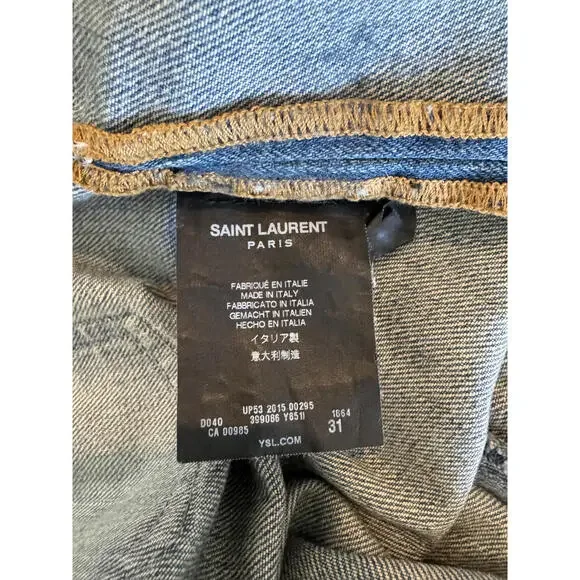 SAINT LAURENT
PARIS
FABRIQUÉ EN ITALIE
MADE IN ITALY
FABBRICATO IN ITALIA
GEMACHT IN ITALIEN
HECHO EN ITALIA
イタリア製
意大利制造
UP53 2015 00295
D040 399086 Y651I 1864
CA 00985 31
YSL.COM